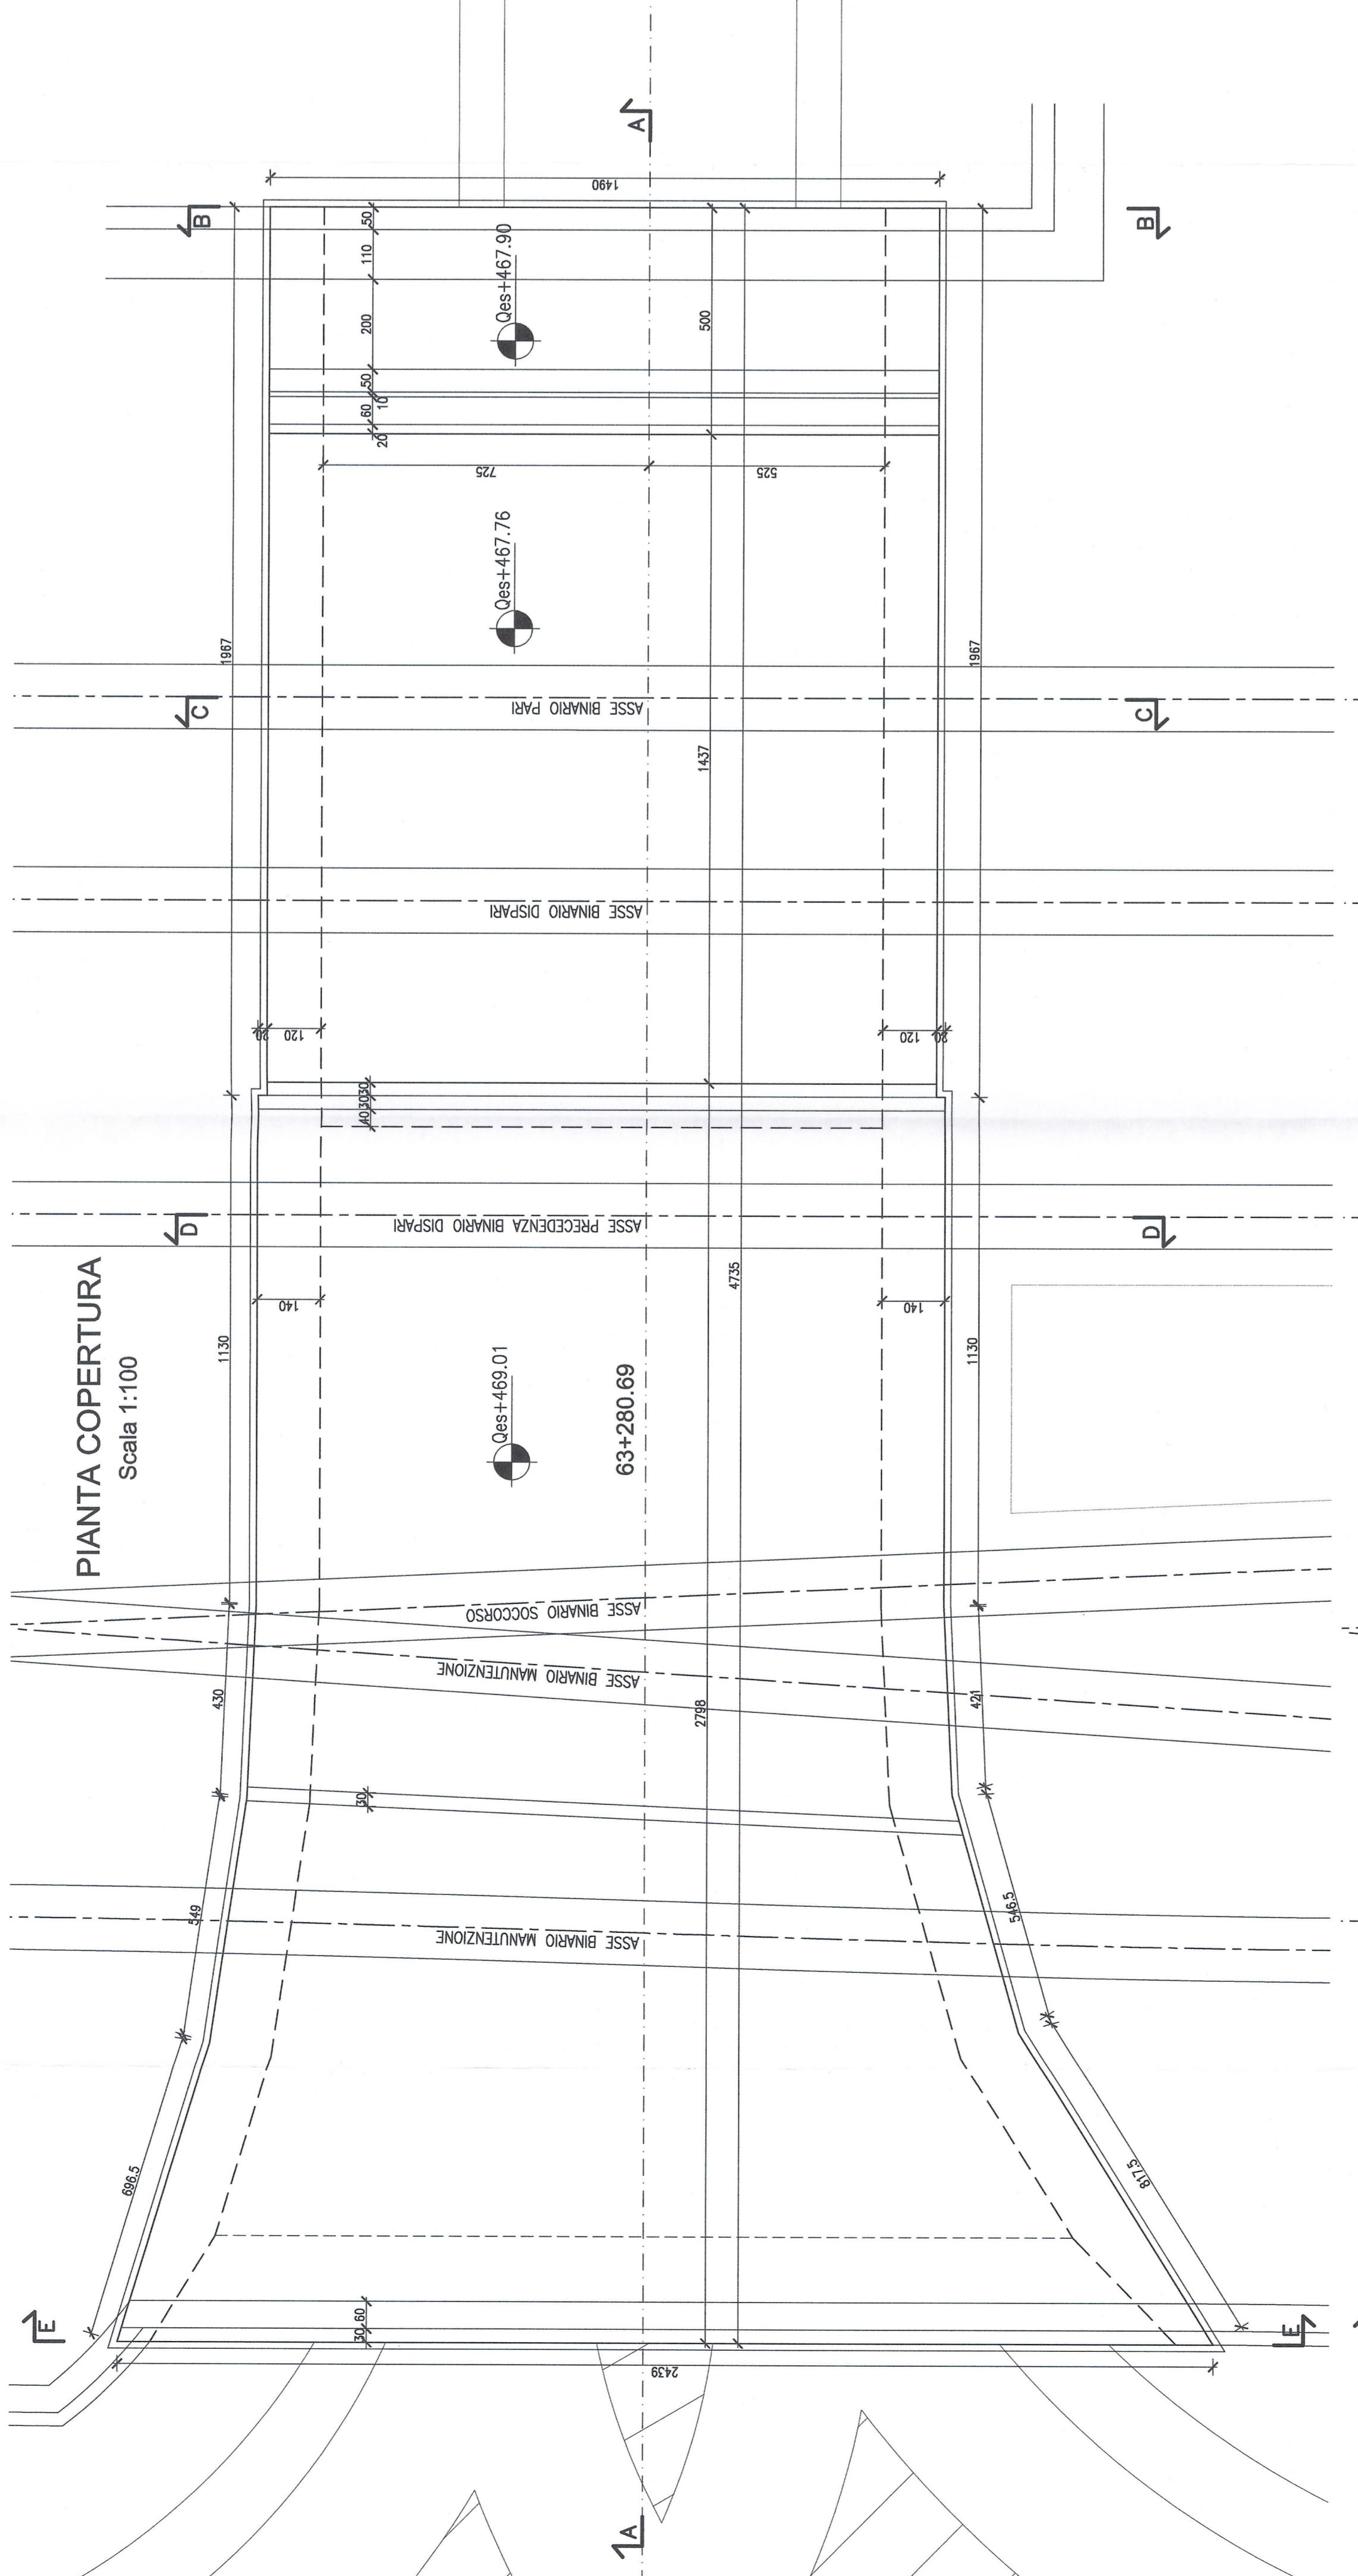 PIANTA COPERTURA
Scala 1:100
A
1490
B
B
50
110
200
50
10
60
20
Qes+467.90
500
725
525
Qes+467.76
1967
1967
C
C
ASSE BINARIO PARI
1437
ASSE BINARIO DISPARI
20
120
120
20
30
30
40
D
D
ASSE PRECEDENZA BINARIO DISPARI
4735
140
140
1130
1130
Qes+469.01
63+280.69
ASSE BINARIO SOCCORSO
ASSE BINARIO MANUTENZIONE
430
421
2798
30
549
546.5
ASSE BINARIO MANUTENZIONE
696.5
817.5
E
E
60
30
2439
A